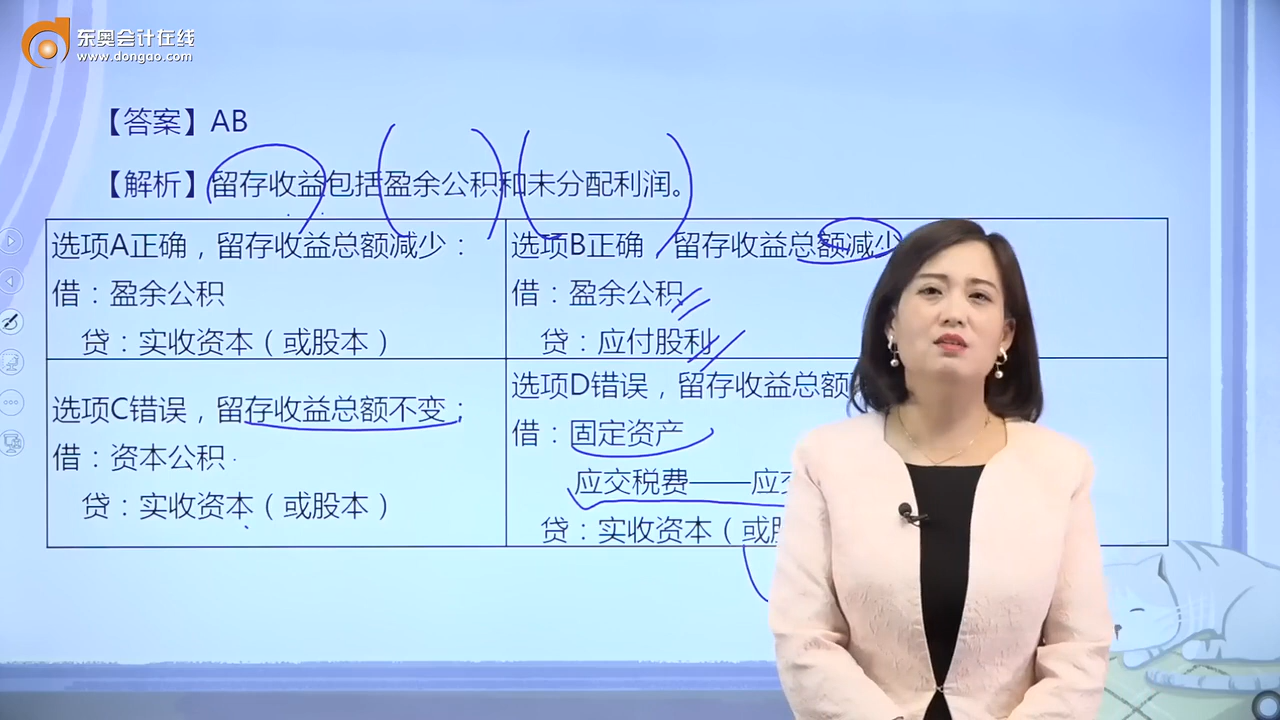 东奥会计在线
www.dongao.com
【答案】AB
【解析】留存收益包括盈余公积和未分配利润。
选项A正确，留存收益总额减少：
借：盈余公积
贷：实收资本（或股本）
选项B正确，留存收益总额减少
借：盈余公积
贷：应付股利
选项C错误，留存收益总额不变；
借：资本公积
贷：实收资本（或股本）
选项D错误，留存收益总额
借：固定资产
应交税费——应
贷：实收资本（或